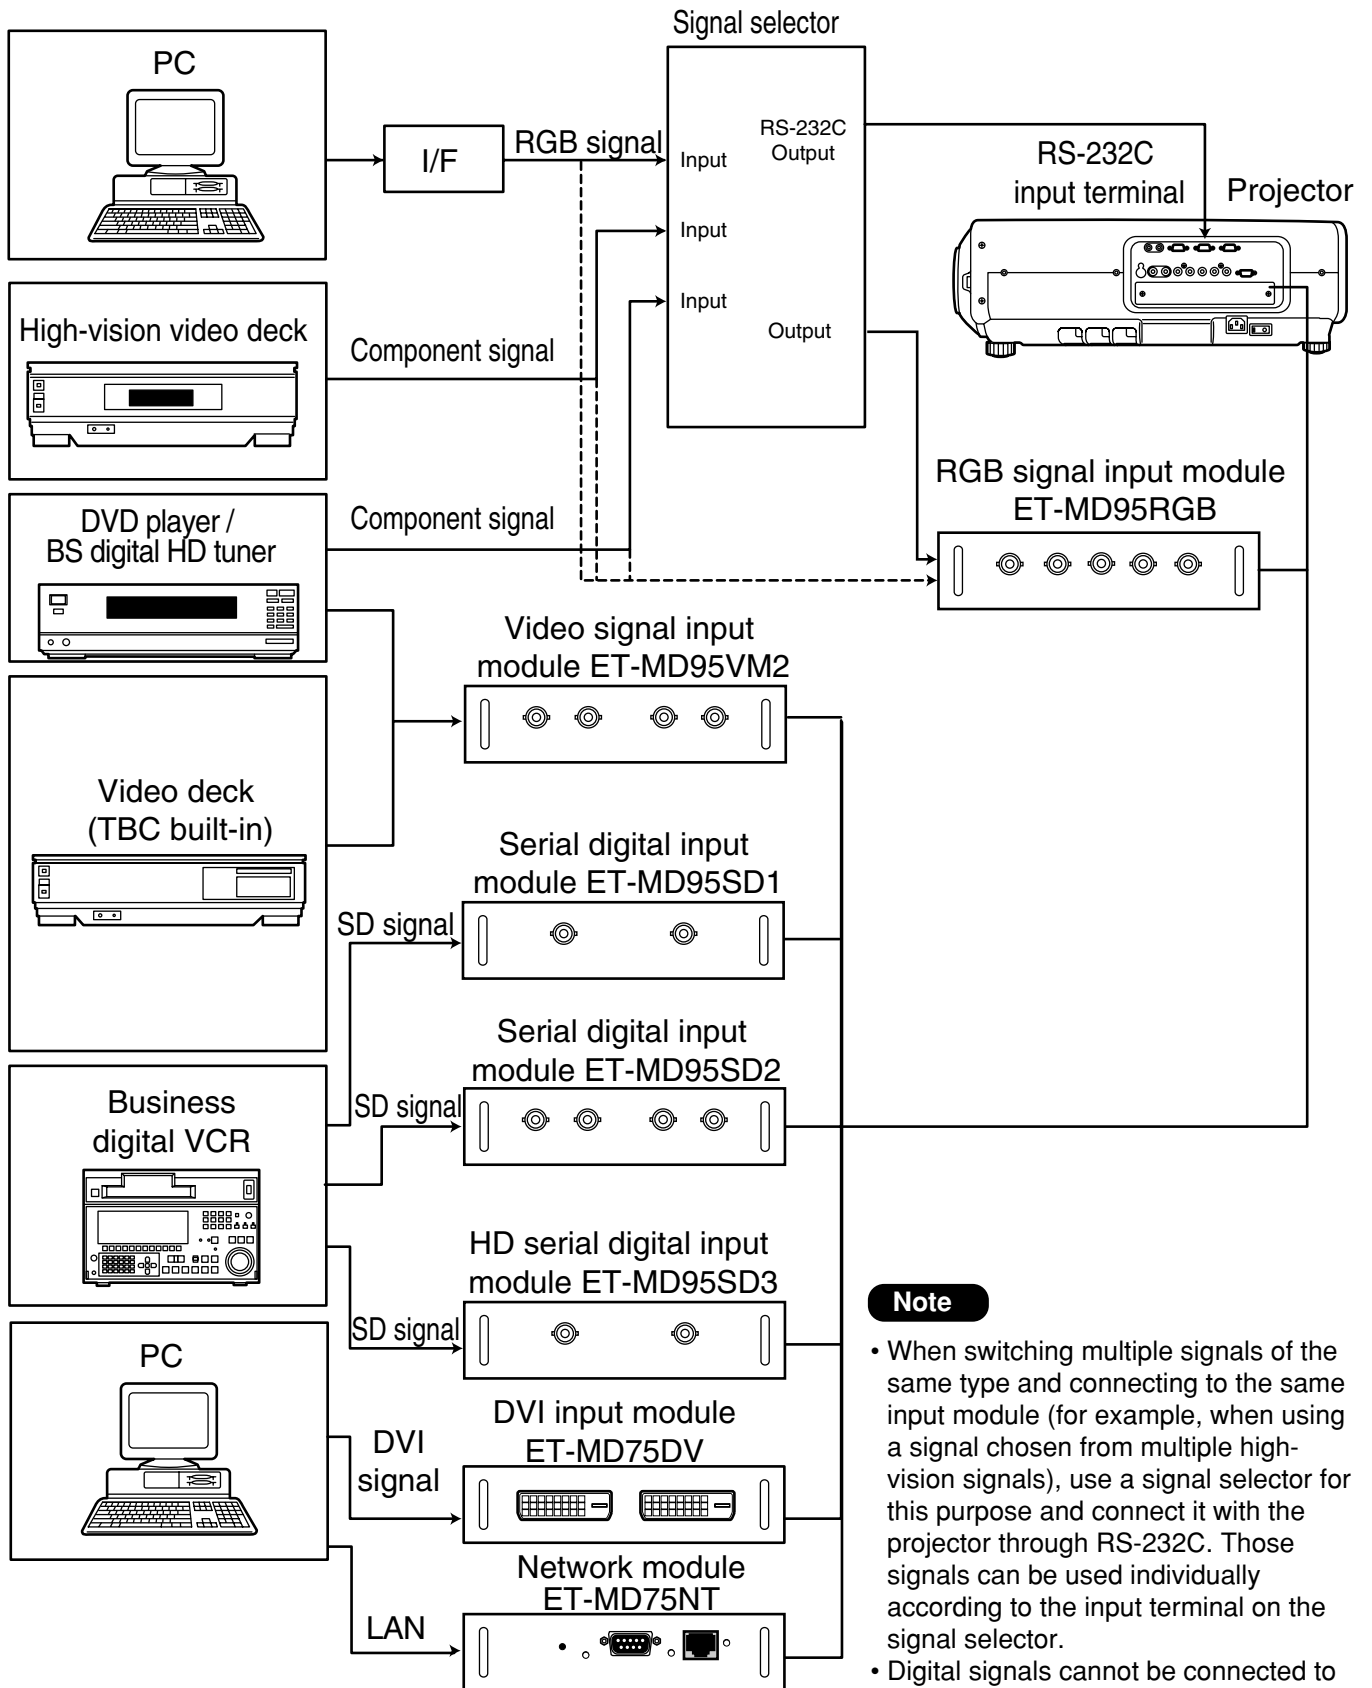 Signal selector
PC
I/F
RGB signal
Input
RS-232C
Output
Input
Input
Output
RS-232C
input terminal
Projector
High-vision video deck
Component signal
DVD player /
BS digital HD tuner
Component signal
RGB signal input module
ET-MD95RGB
Video signal input
module ET-MD95VM2
Video deck
(TBC built-in)
Serial digital input
module ET-MD95SD1
SD signal
Serial digital input
module ET-MD95SD2
SD signal
Business
digital VCR
HD serial digital input
module ET-MD95SD3
SD signal
PC
DVI input module
ET-MD75DV
DVI
signal
Network module
ET-MD75NT
LAN
Note
• When switching multiple signals of the
same type and connecting to the same
input module (for example, when using
a signal chosen from multiple high-
vision signals), use a signal selector for
this purpose and connect it with the
projector through RS-232C. Those
signals can be used individually
according to the input terminal on the
signal selector.
• Digital signals cannot be connected to